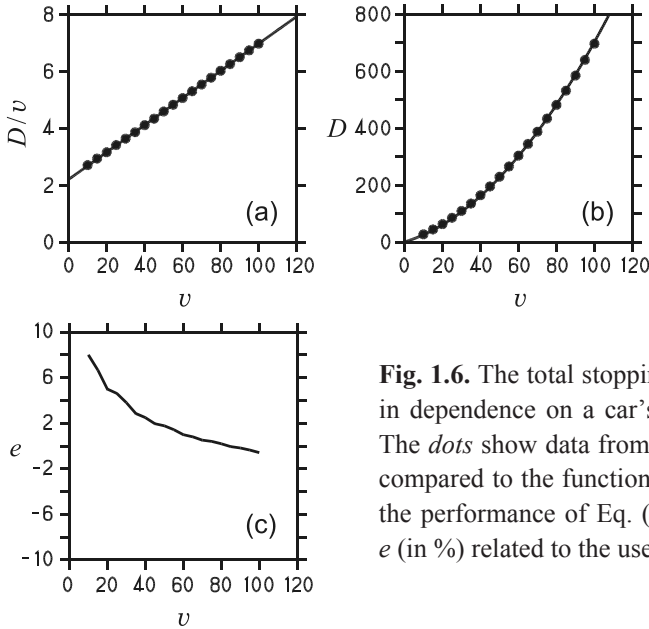 8
6
4
2
0
D/v
0 20 40 60 80 100 120
v
(a)
800
600
D 400
200
0
0 20 40 60 80 100 120
v
(b)
10
6
2
e
-2
-6
-10
0 20 40 60 80 100 120
v
(c)
Fig. 1.6. The total stoppin
in dependence on a car's
The dots show data from
compared to the function
the performance of Eq. (
e (in %) related to the use